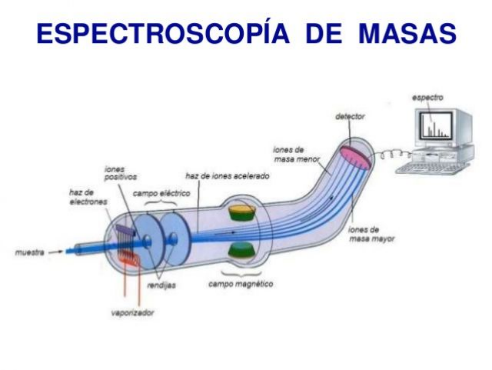 ESPECTROSCOPÍA DE MASAS
espectro
detector
iones de
masa menor
haz de iones acelerado
iones
positivos
campo eléctrico
haz de
electrones
iones de
masa mayor
muestra
rendijas
campo magnético
vaporizador